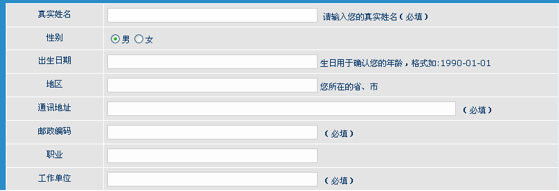 真实姓名 请输入您的真实姓名（必填）
性别 男 女
出生日期 生日用于确认您的年龄，格式如:1990-01-01
地区 您所在的省、市
通讯地址 （必填）
邮政编码 （必填）
职业
工作单位 （必填）